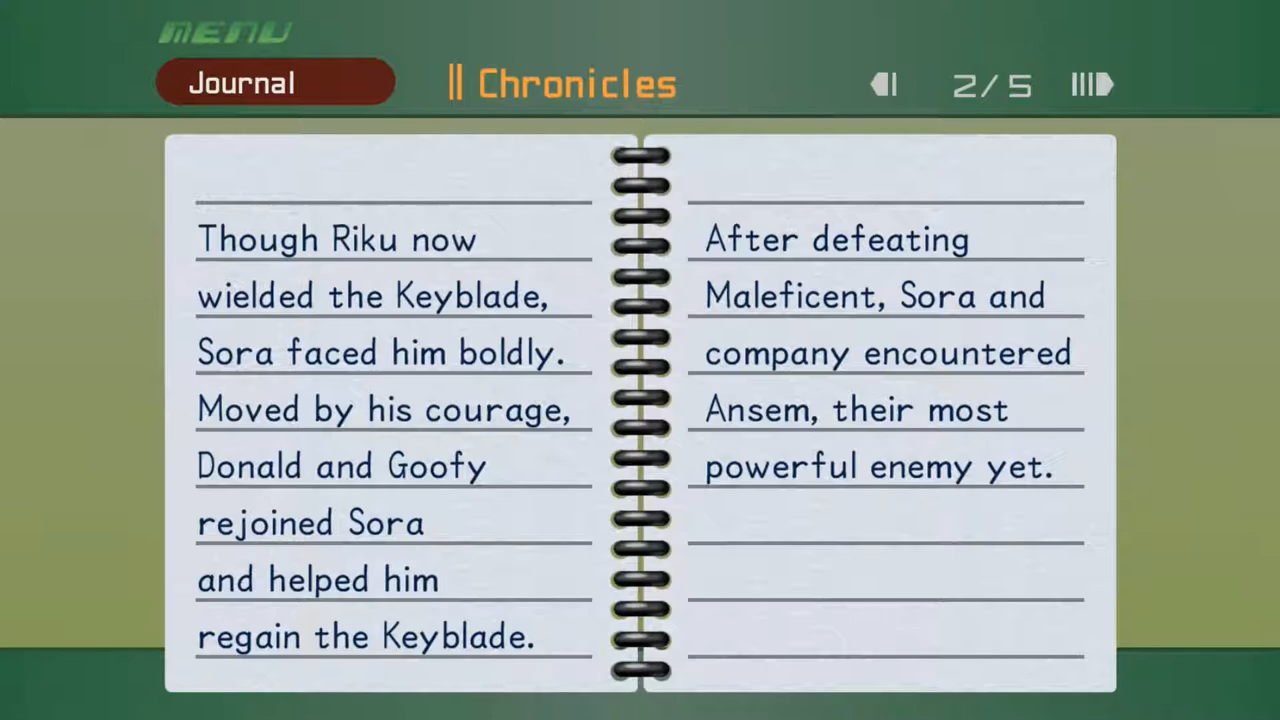 MENU
Journal
Chronicles
2/5
Though Riku now
wielded the Keyblade,
Sora faced him boldly.
Moved by his courage,
Donald and Goofy
rejoined Sora
and helped him
regain the Keyblade.
After defeating
Maleficent, Sora and
company encountered
Ansem, their most
powerful enemy yet.